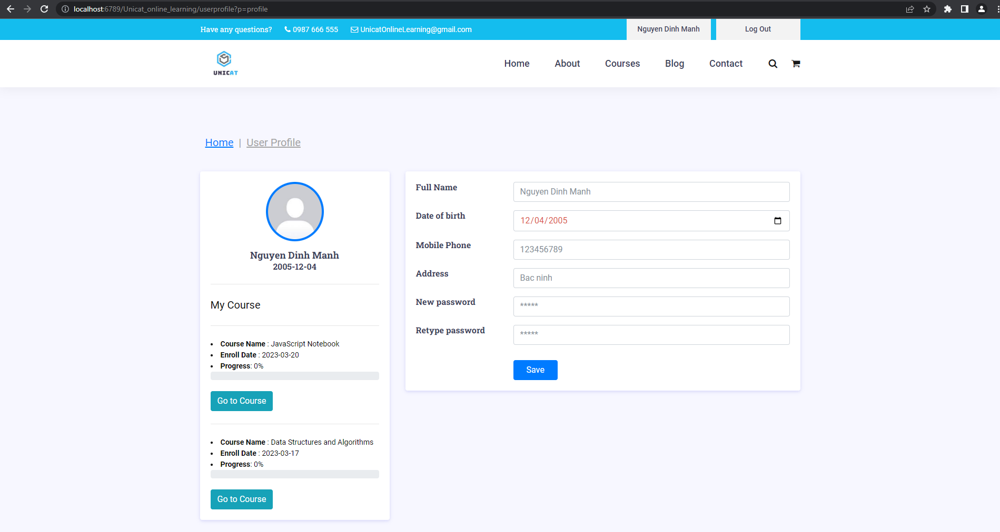 localhost:6789/Unicat_online_learning/userprofile?p=profile
Have any questions? 0987 666 555 UnicatOnlineLearning@gmail.com Nguyen Dinh Manh Log Out
UNICAT
Home About Courses Blog Contact
Home | User Profile
Nguyen Dinh Manh
2005-12-04
My Course
Course Name : JavaScript Notebook
Enroll Date : 2023-03-20
Progress: 0%
Go to Course
Course Name : Data Structures and Algorithms
Enroll Date : 2023-03-17
Progress: 0%
Go to Course
Full Name Nguyen Dinh Manh
Date of birth 12/04/2005
Mobile Phone 123456789
Address Bac ninh
New password *****
Retype password *****
Save